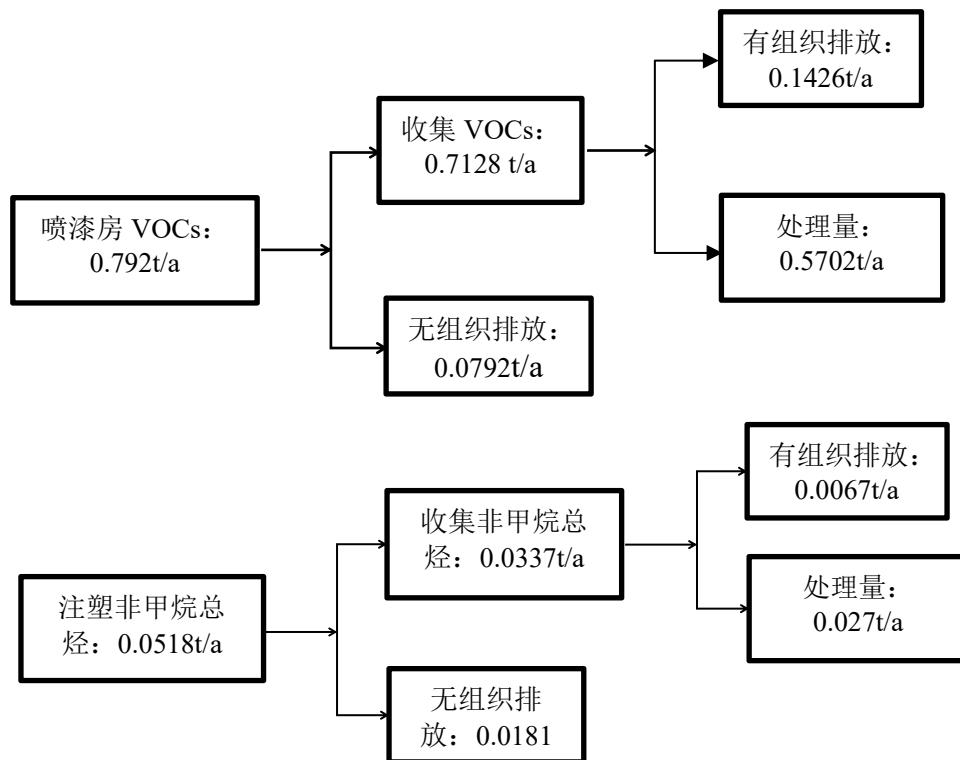 喷漆房 VOCs：
0.792t/a
收集 VOCs：
0.7128 t/a
无组织排放：
0.0792t/a
有组织排放：
0.1426t/a
处理量：
0.5702t/a
注塑非甲烷总
烃：0.0518t/a
收集非甲烷总
烃：0.0337t/a
无组织排
放：0.0181
有组织排放：
0.0067t/a
处理量：
0.027t/a